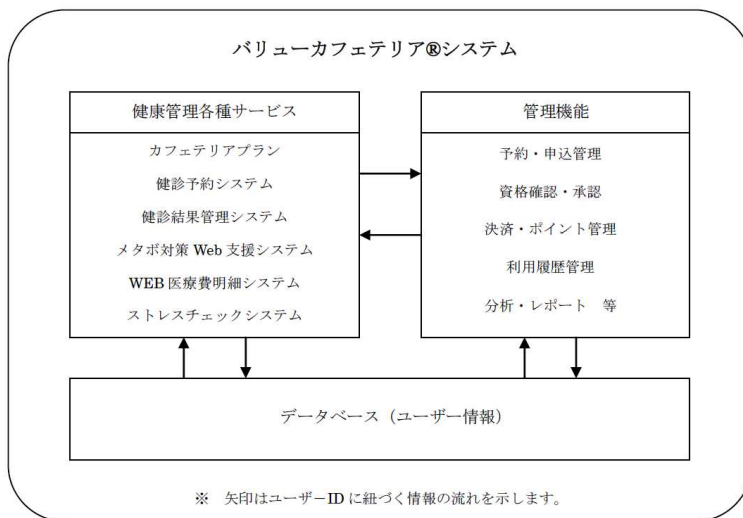 バリューカフェテリア®システム
健康管理各種サービス
カフェテリアプラン
健診予約システム
健診結果管理システム
メタボ対策 Web 支援システム
WEB 医療費明細システム
ストレスチェックシステム
管理機能
予約・申込管理
資格確認・承認
決済・ポイント管理
利用履歴管理
分析・レポート　等
データベース（ユーザー情報）
※　矢印はユーザーID に紐づく情報の流れを示します。